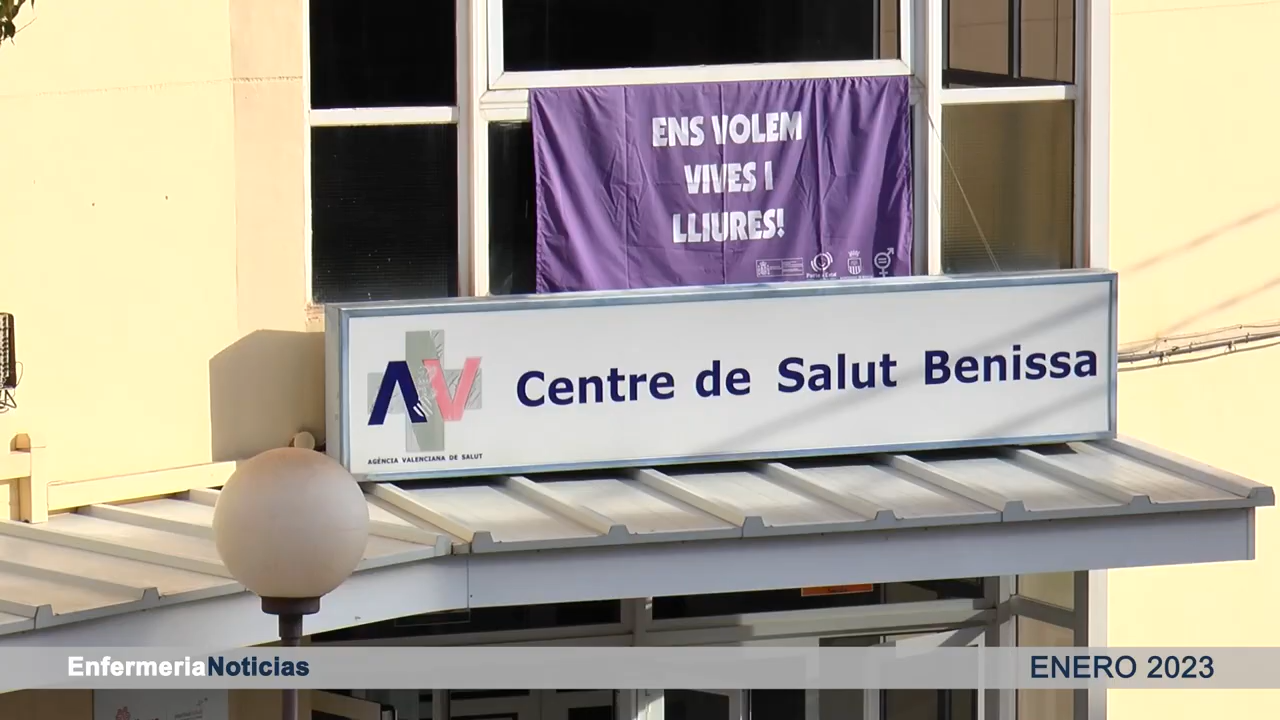 ENS VOLEM
VIVES I
LLIURES!
AV
Centre de Salut Benissa
AGÈNCIA VALENCIANA DE SALUT
EnfermeriaNoticias
ENERO 2023